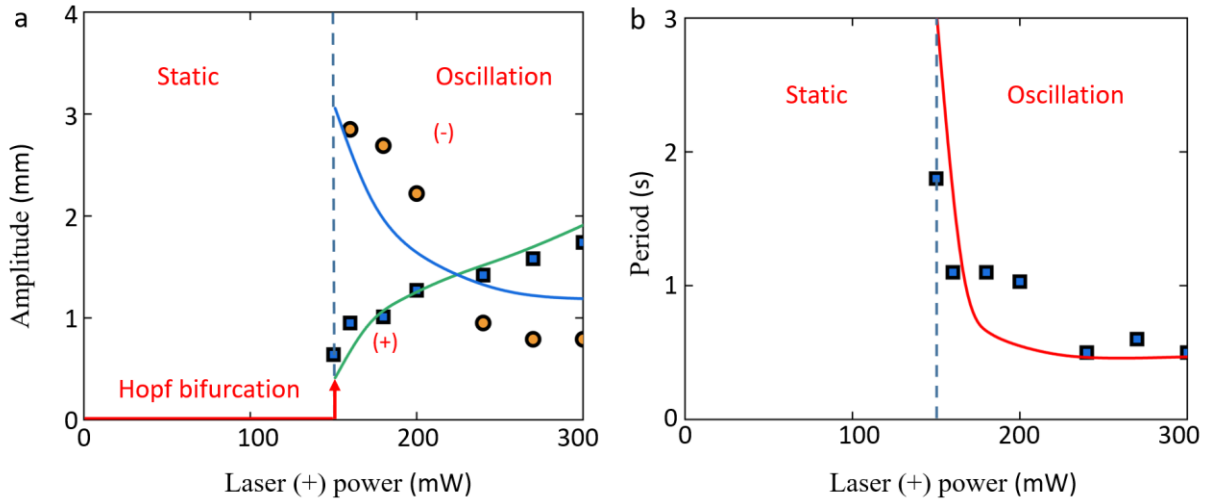 a
4
3
2
1
0
Amplitude (mm)
Static
Oscillation
(-)
(+)
Hopf bifurcation
0
100
200
300
Laser (+) power (mW)
b
3
2
1
0
Period (s)
Static
Oscillation
0
100
200
300
Laser (+) power (mW)